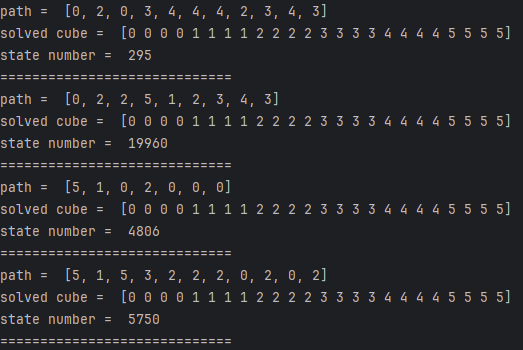 path =  [0, 2, 0, 3, 4, 4, 4, 2, 3, 4, 3]
solved cube =  [0 0 0 0 1 1 1 1 2 2 2 2 3 3 3 3 4 4 4 4 5 5 5 5]
state number =  295
=============================
path =  [0, 2, 2, 5, 1, 2, 3, 4, 3]
solved cube =  [0 0 0 0 1 1 1 1 2 2 2 2 3 3 3 3 4 4 4 4 5 5 5 5]
state number =  19960
=============================
path =  [5, 1, 0, 2, 0, 0, 0]
solved cube =  [0 0 0 0 1 1 1 1 2 2 2 2 3 3 3 3 4 4 4 4 5 5 5 5]
state number =  4806
=============================
path =  [5, 1, 5, 3, 2, 2, 2, 0, 2, 0, 2]
solved cube =  [0 0 0 0 1 1 1 1 2 2 2 2 3 3 3 3 4 4 4 4 5 5 5 5]
state number =  5750
=============================